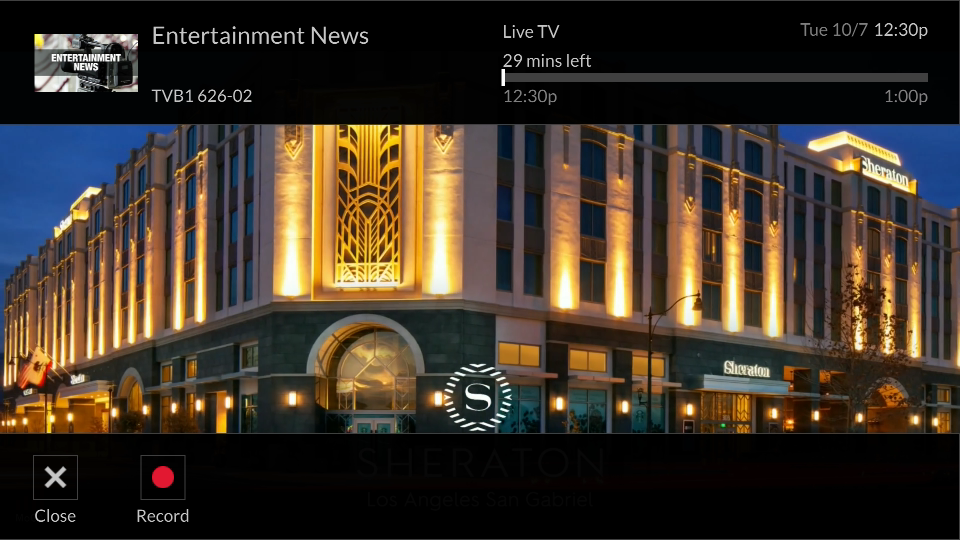 Entertainment News
Live TV
Tue 10/7 12:30p
ENTERTAINMENT
NEWS
29 mins left
TVB1 626-02
12:30p
1:00p
Sheraton
Sheraton
S
SHERATON
Los Angeles San Gabriel
Close
Record